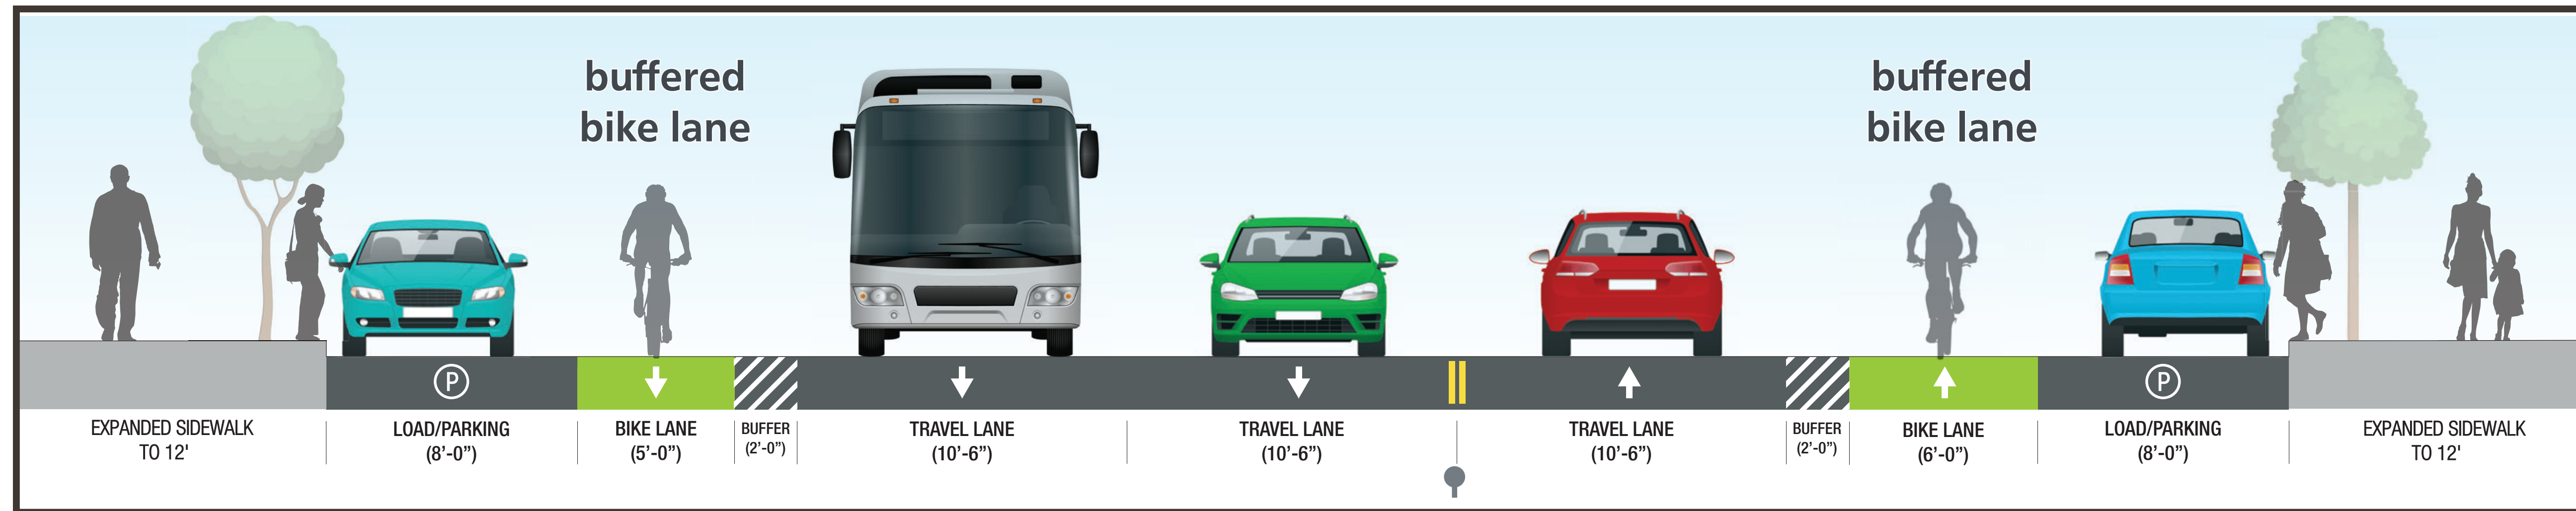 buffered
bike lane
buffered
bike lane
P
P
EXPANDED SIDEWALK
TO 12'
LOAD/PARKING
(8’-0”)
BIKE LANE
(5’-0”)
BUFFER
(2’-0”)
TRAVEL LANE
(10’-6”)
TRAVEL LANE
(10’-6”)
TRAVEL LANE
(10’-6”)
BUFFER
(2’-0”)
BIKE LANE
(6’-0”)
LOAD/PARKING
(8’-0”)
EXPANDED SIDEWALK
TO 12'